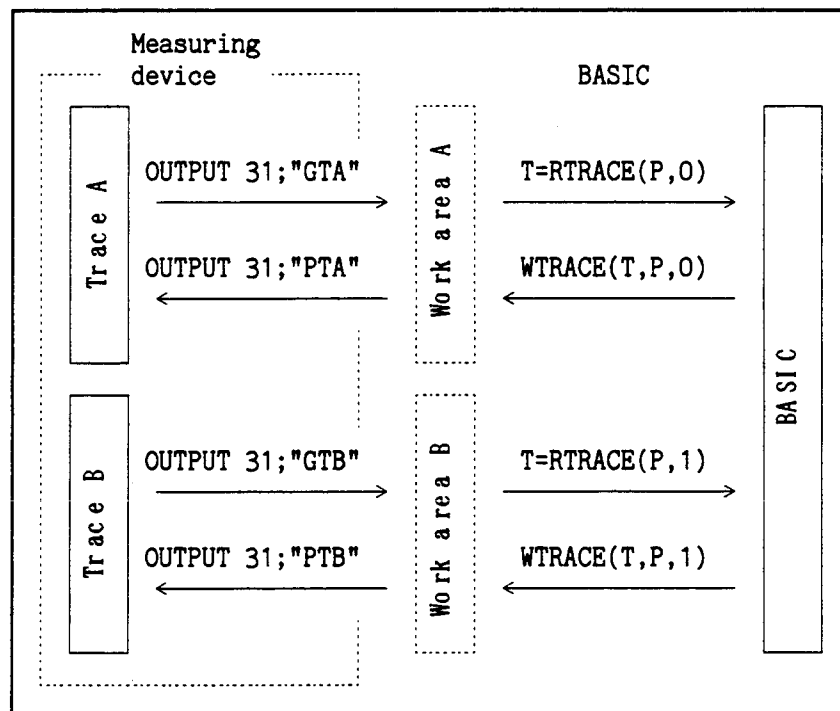 Measuring
device
BASIC
Trace A
OUTPUT 31;"GTA"
Work area A
T=RTRACE(P,0)
OUTPUT 31;"PTA"
WTRACE(T,P,0)
BASIC
Trace B
OUTPUT 31;"GTB"
Work area B
T=RTRACE(P,1)
OUTPUT 31;"PTB"
WTRACE(T,P,1)